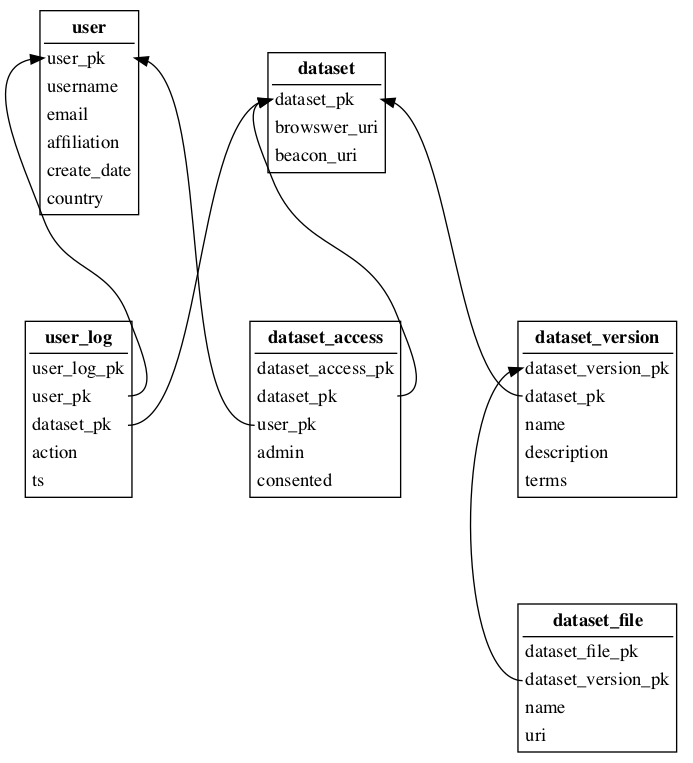 user
user_pk
username
email
affiliation
create_date
country
dataset
dataset_pk
browswer_uri
beacon_uri
user_log
user_log_pk
user_pk
dataset_pk
action
ts
dataset_access
dataset_access_pk
dataset_pk
user_pk
admin
consented
dataset_version
dataset_version_pk
dataset_pk
name
description
terms
dataset_file
dataset_file_pk
dataset_version_pk
name
uri